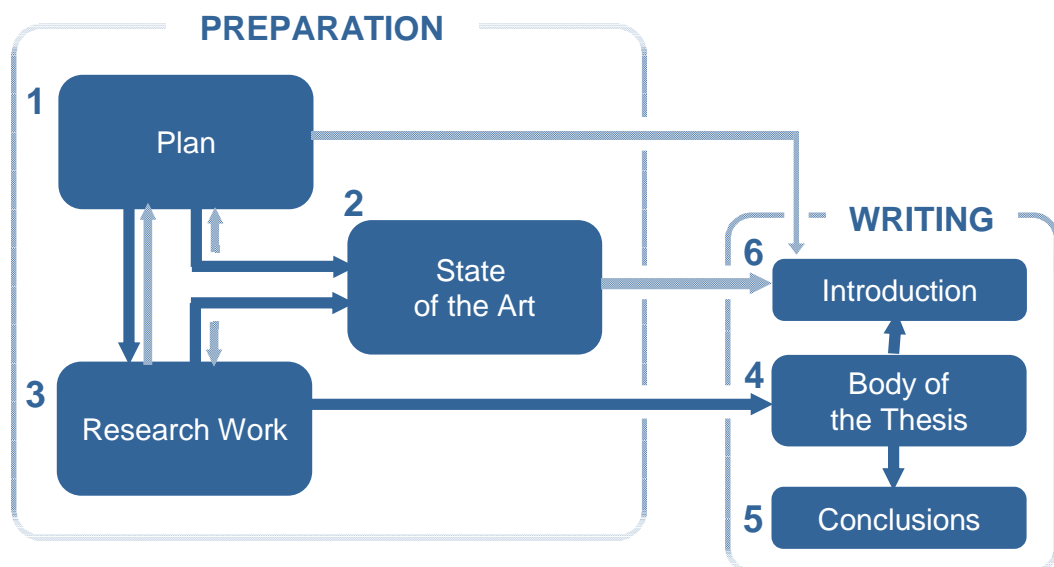 PREPARATION
1
Plan
2
State
of the Art
3
Research Work
WRITING
6
Introduction
4
Body of
the Thesis
5
Conclusions